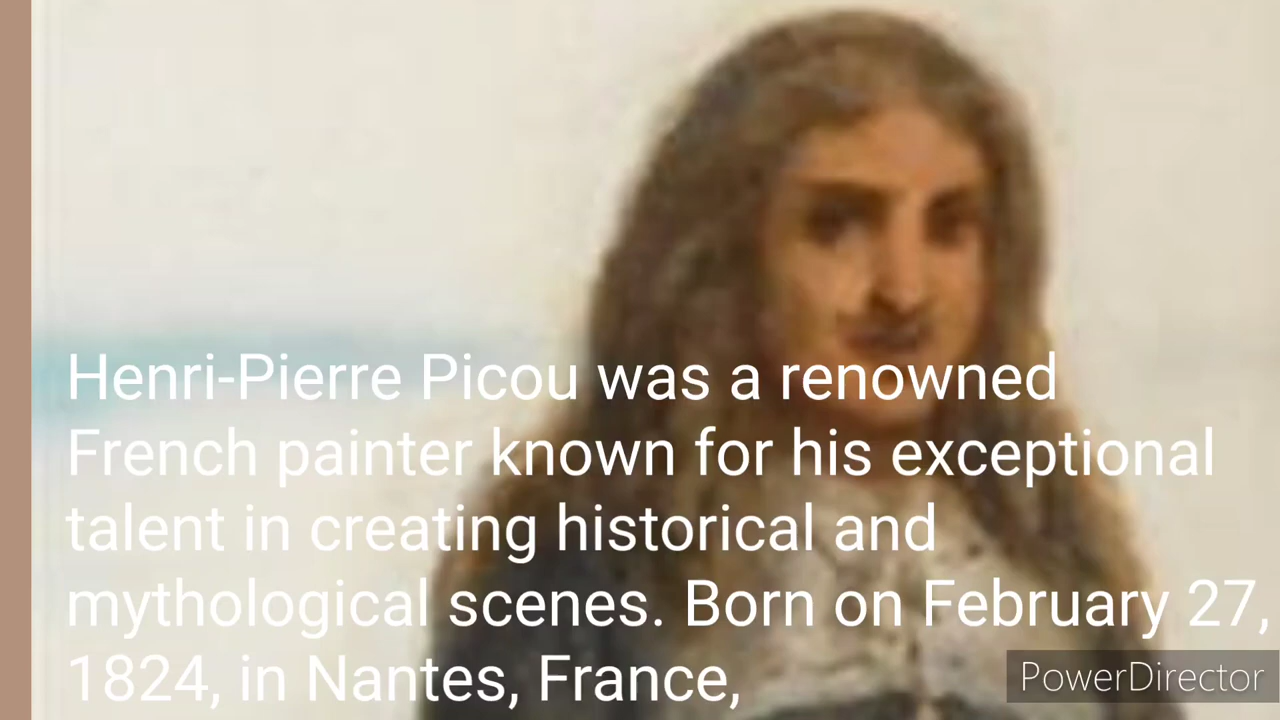 Henri-Pierre Picou was a renowned
French painter known for his exceptional
talent in creating historical and
mythological scenes. Born on February 27,
1824, in Nantes, France,
PowerDirector